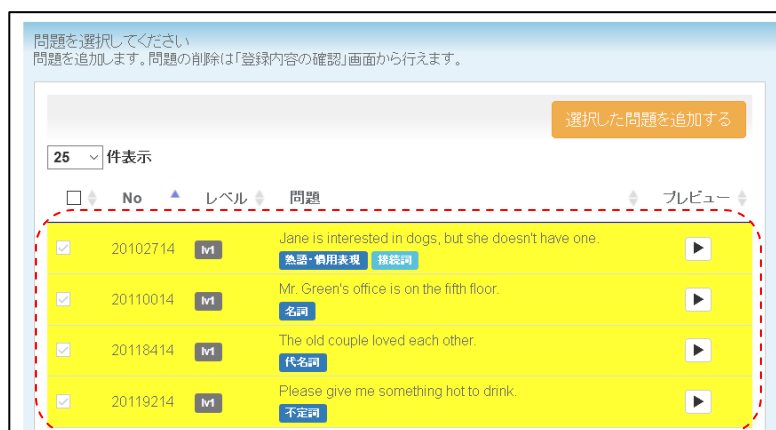 問題を選択してください
問題を追加します。問題の削除は「登録内容の確認」画面から行えます。
選択した問題を追加する
25 件表示
No レベル 問題 プレビュー
20102714 lv1 Jane is interested in dogs, but she doesn't have one.
熟語・慣用表現 接続詞
20110014 lv1 Mr. Green's office is on the fifth floor.
名詞
20118414 lv1 The old couple loved each other.
代名詞
20119214 lv1 Please give me something hot to drink.
不定詞